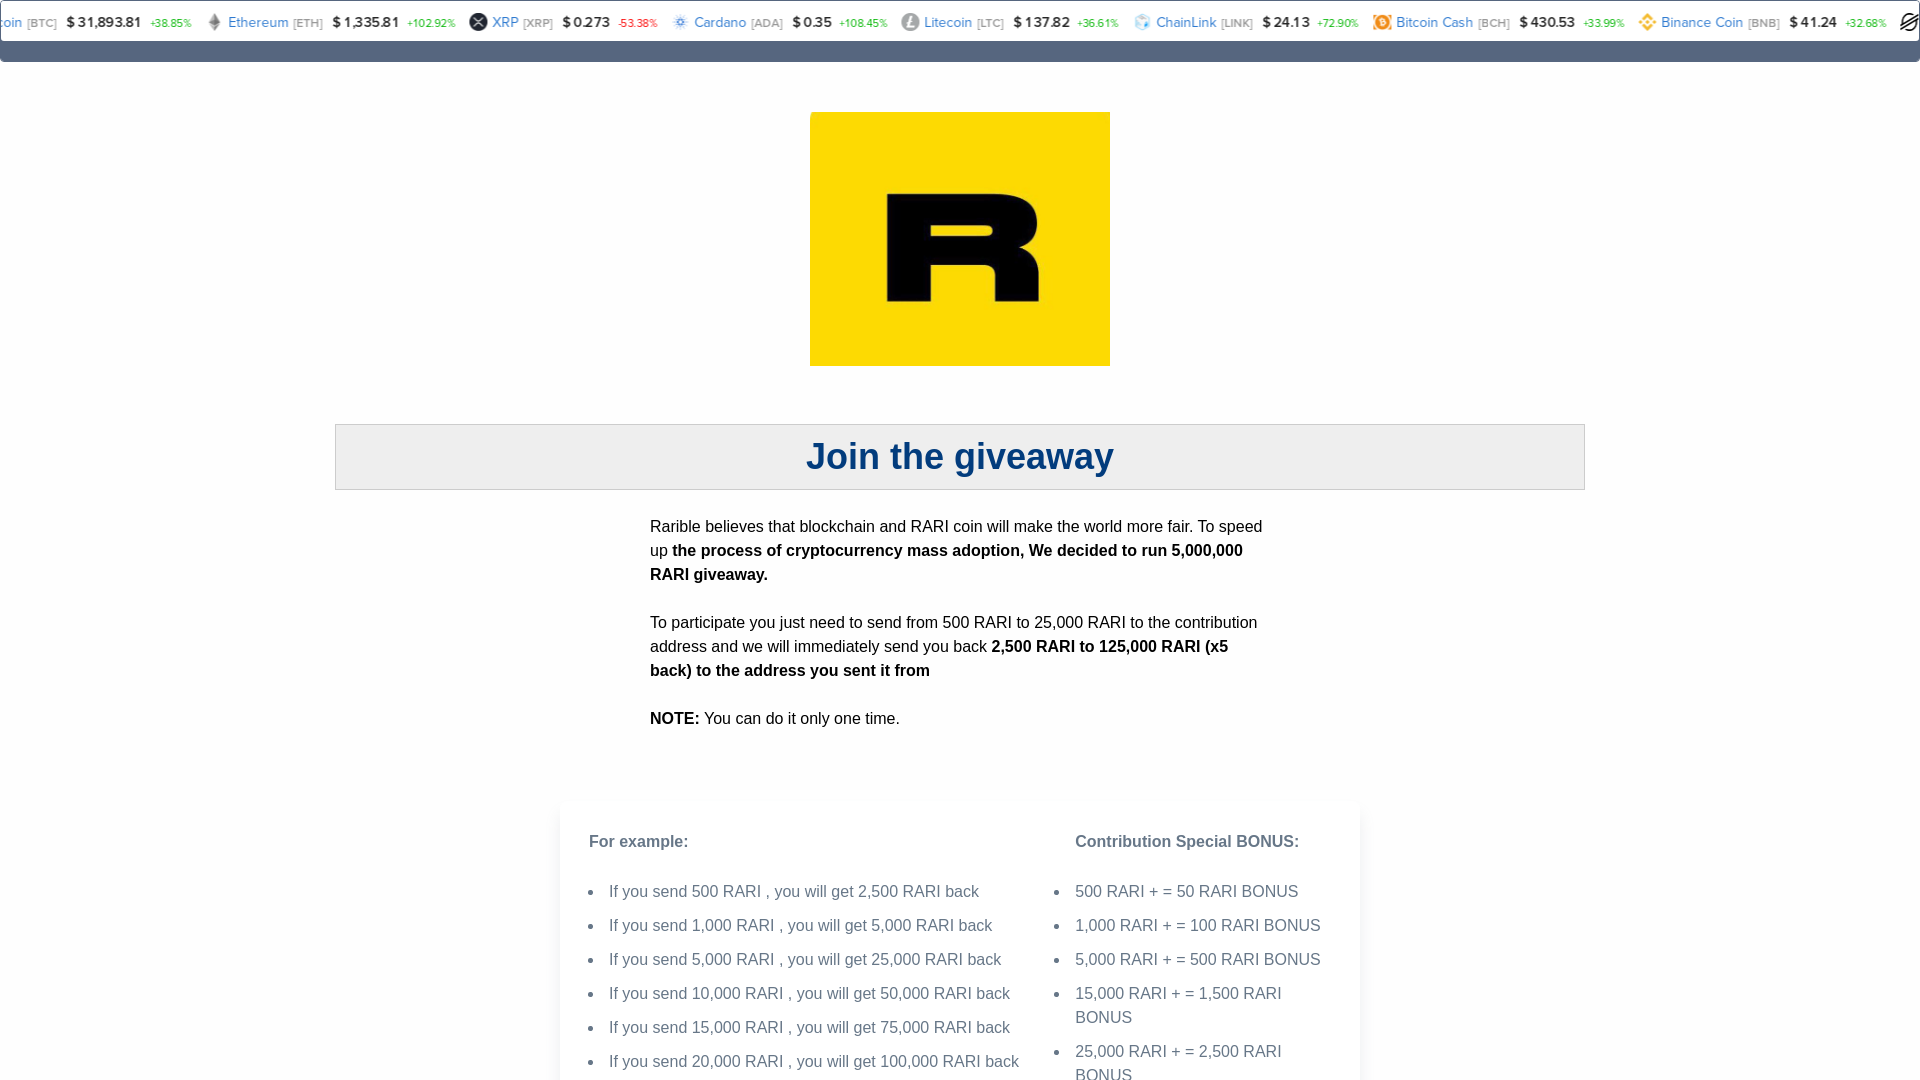 coin [BTC] $ 31,893.81 +38.85% Ethereum [ETH] $ 1,335.81 +102.92% XRP [XRP] $ 0.273 -53.38% Cardano [ADA] $ 0.35 +108.45% Litecoin [LTC] $ 137.82 +36.61% ChainLink [LINK] $ 24.13 +72.90% Bitcoin Cash [BCH] $ 430.53 +33.99% Binance Coin [BNB] $ 41.24 +32.68%
R
Join the giveaway
Rarible believes that blockchain and RARI coin will make the world more fair. To speed
up the process of cryptocurrency mass adoption, We decided to run 5,000,000
RARI giveaway.
To participate you just need to send from 500 RARI to 25,000 RARI to the contribution
address and we will immediately send you back 2,500 RARI to 125,000 RARI (x5
back) to the address you sent it from
NOTE: You can do it only one time.
For example:
If you send 500 RARI , you will get 2,500 RARI back
If you send 1,000 RARI , you will get 5,000 RARI back
If you send 5,000 RARI , you will get 25,000 RARI back
If you send 10,000 RARI , you will get 50,000 RARI back
If you send 15,000 RARI , you will get 75,000 RARI back
If you send 20,000 RARI , you will get 100,000 RARI back
Contribution Special BONUS:
500 RARI + = 50 RARI BONUS
1,000 RARI + = 100 RARI BONUS
5,000 RARI + = 500 RARI BONUS
15,000 RARI + = 1,500 RARI
BONUS
25,000 RARI + = 2,500 RARI
BONUS